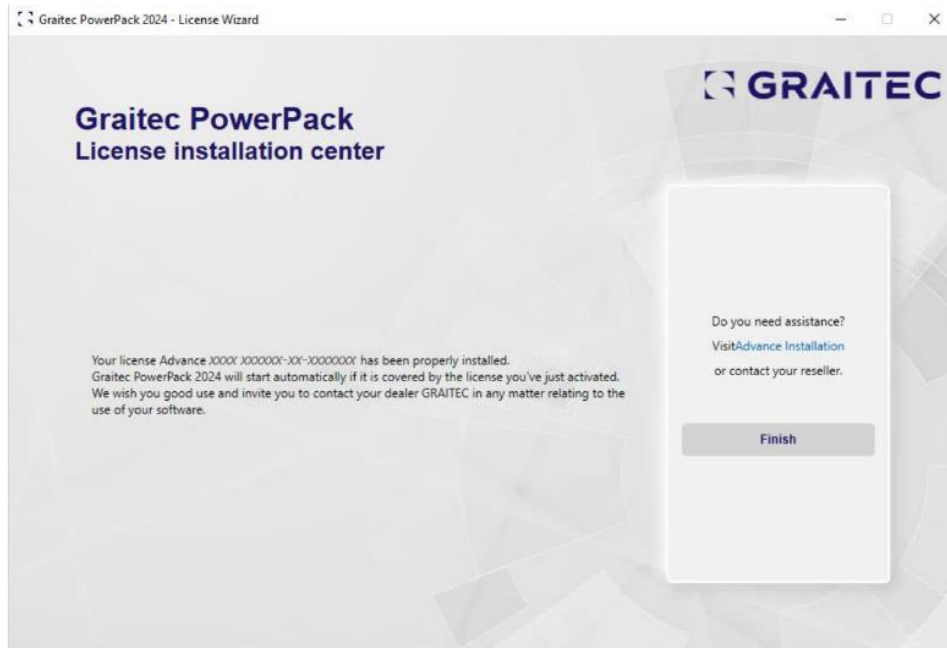 Graitec PowerPack 2024 - License Wizard
GRAITEC
Graitec PowerPack
License installation center
Your license Advance XXXX XXXXXX-XX-XXXXXXX has been properly installed.
Graitec PowerPack 2024 will start automatically if it is covered by the license you've just activated.
We wish you good use and invite you to contact your dealer GRAITEC in any matter relating to the
use of your software.
Do you need assistance?
VisitAdvance Installation
or contact your reseller.
Finish